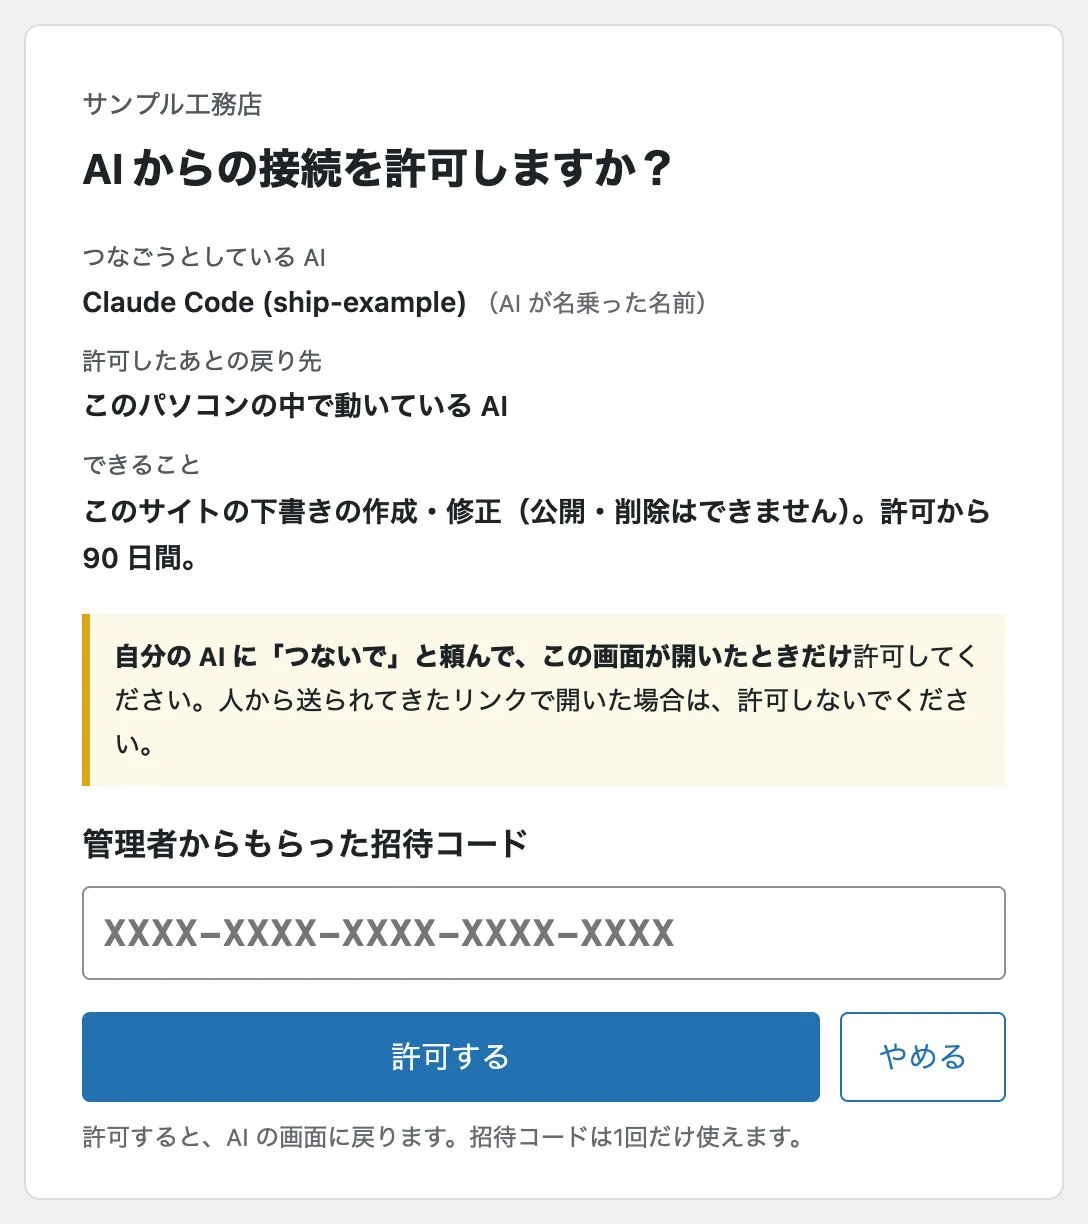 サンプル工務店
AI からの接続を許可しますか？
つなごうとしている AI
Claude Code (ship-example) （AI が名乗った名前）
許可したあとの戻り先
このパソコンの中で動いている AI
できること
このサイトの下書きの作成・修正（公開・削除はできません）。許可から
90 日間。
自分の AI に「つないで」と頼んで、この画面が開いたときだけ許可してく
ださい。人から送られてきたリンクで開いた場合は、許可しないでくださ
い。
管理者からもらった招待コード
XXXX-XXXX-XXXX-XXXX-XXXX
許可する
やめる
許可すると、AI の画面に戻ります。招待コードは1回だけ使えます。